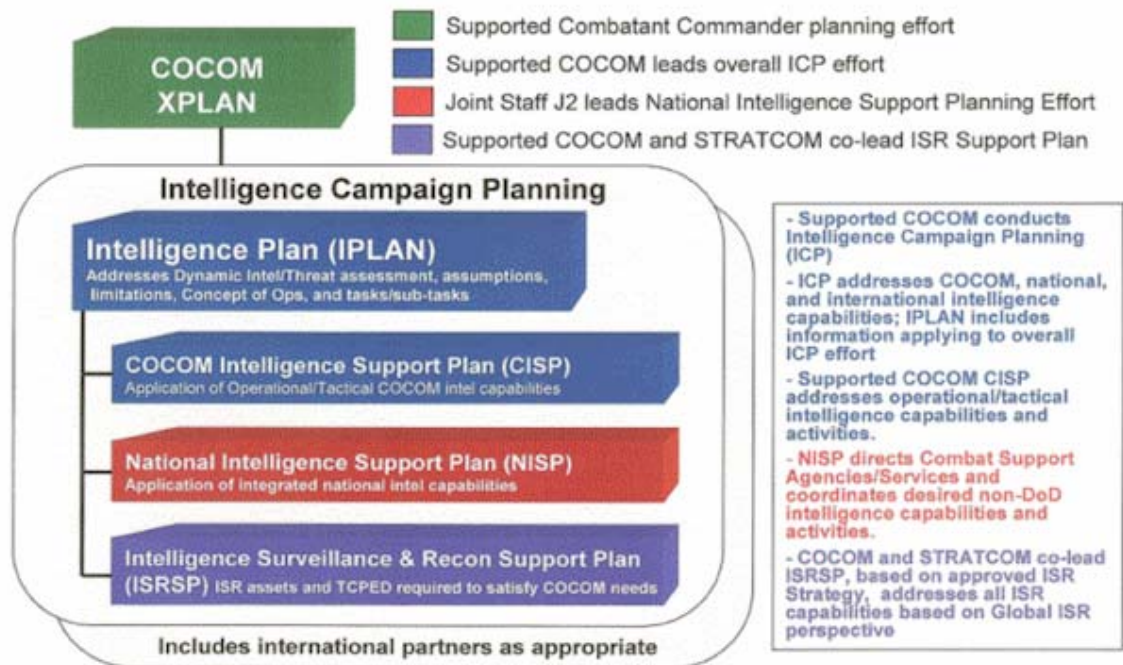 COCOM
XPLAN
Supported Combatant Commander planning effort
Supported COCOM leads overall ICP effort
Joint Staff J2 leads National Intelligence Support Planning Effort
Supported COCOM and STRATCOM co-lead ISR Support Plan
Intelligence Campaign Planning
Intelligence Plan (IPLAN)
Addresses Dynamic Intel/Threat assessment, assumptions,
limitations, Concept of Ops, and tasks/sub-tasks
COCOM Intelligence Support Plan (CISP)
Application of Operational/Tactical COCOM intel capabilities
National Intelligence Support Plan (NISP)
Application of integrated national intel capabilities
Intelligence Surveillance & Recon Support Plan
(ISRSP) ISR assets and TCPED required to satisfy COCOM needs
Includes international partners as appropriate
- Supported COCOM conducts
Intelligence Campaign Planning
(ICP)
- ICP addresses COCOM, national,
and international intelligence
capabilities; IPLAN includes
information applying to overall
ICP effort
- Supported COCOM CISP
addresses operational/tactical
intelligence capabilities and
activities.
- NISP directs Combat Support
Agencies/Services and
coordinates desired non-DoD
intelligence capabilities and
activities.
- COCOM and STRATCOM co-lead
ISRSP, based on approved ISR
Strategy, addresses all ISR
capabilities based on Global ISR
perspective